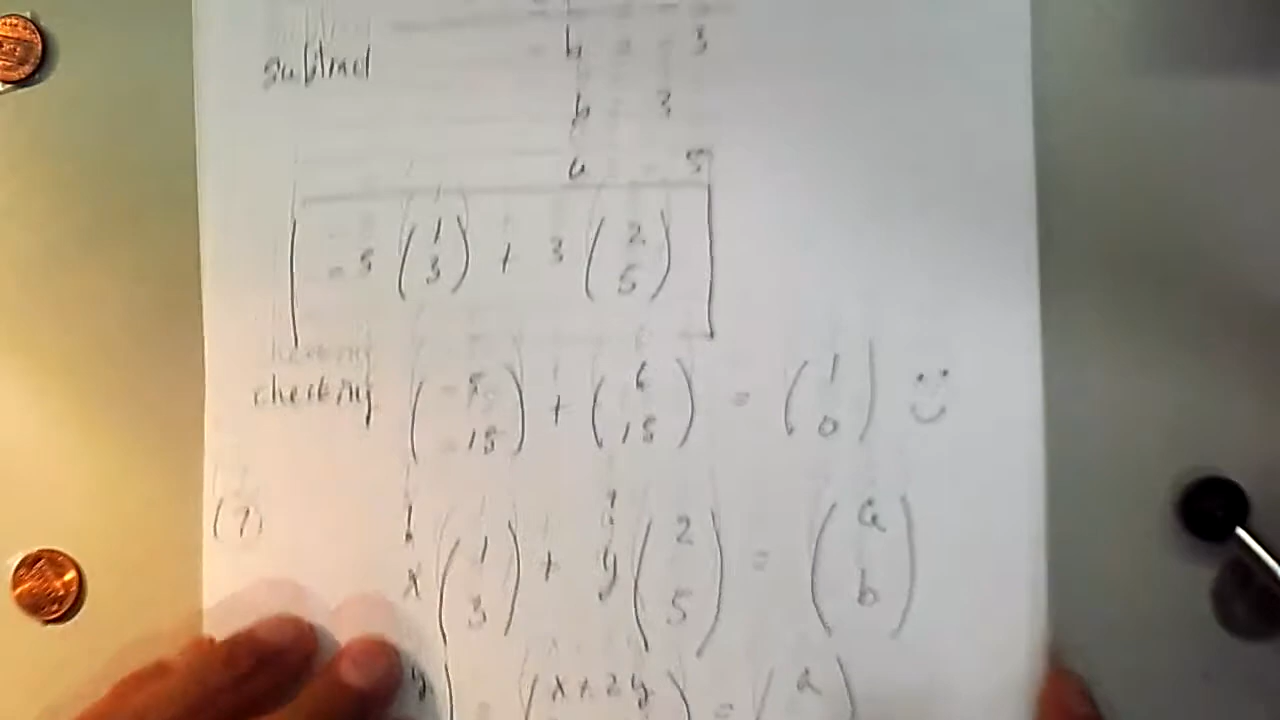 - b = - 3
subtract
b = 3
a = - 5
- 5 ( 1 3 ) + 3 ( 2 5 )
checking ( - 5 - 15 ) + ( 6 15 ) = ( 1 0 )
(7) x ( 1 3 ) + y ( 2 5 ) = ( a b )
= ( x + 2y ) = ( a )